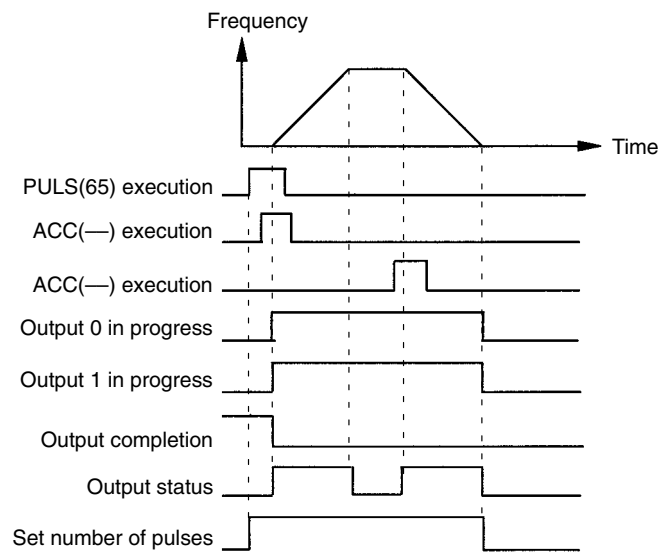 Frequency
Time
PULS(65) execution
ACC(—) execution
ACC(—) execution
Output 0 in progress
Output 1 in progress
Output completion
Output status
Set number of pulses